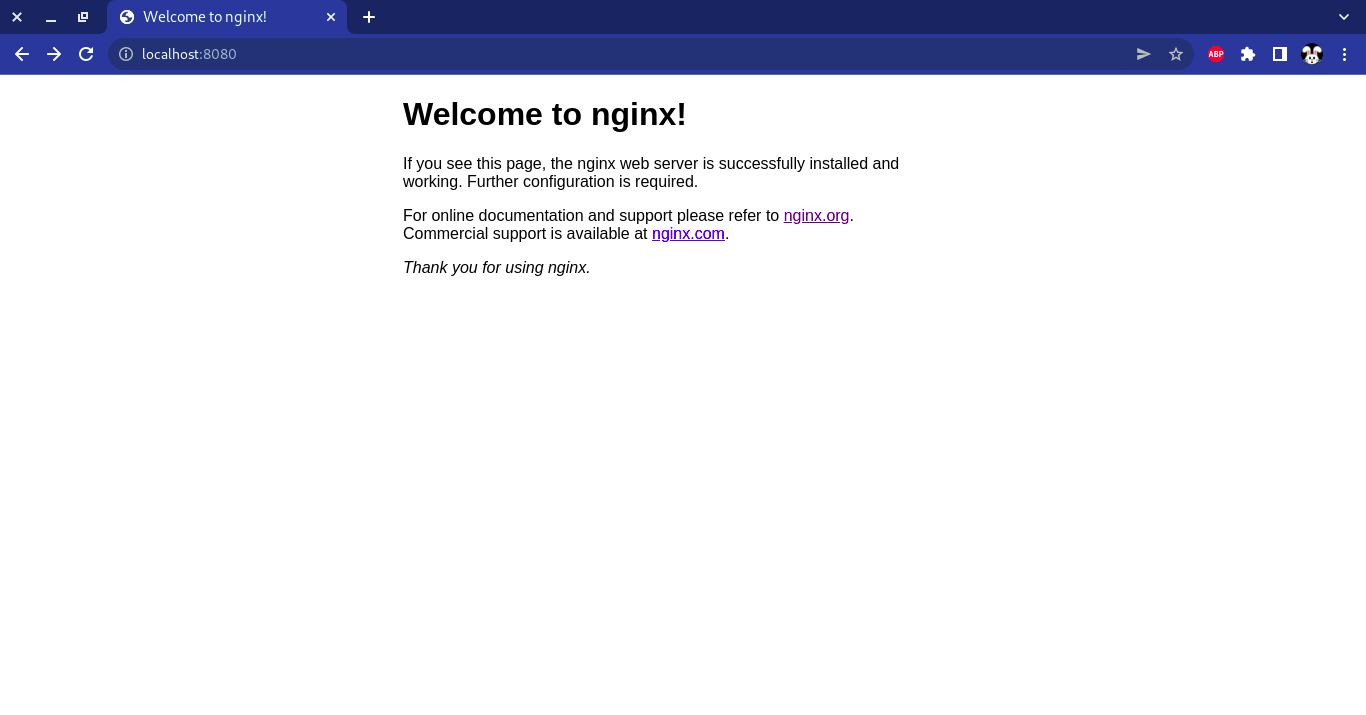 Welcome to nginx!
localhost:8080
ABP
Welcome to nginx!
If you see this page, the nginx web server is successfully installed and
working. Further configuration is required.
For online documentation and support please refer to nginx.org.
Commercial support is available at nginx.com.
Thank you for using nginx.